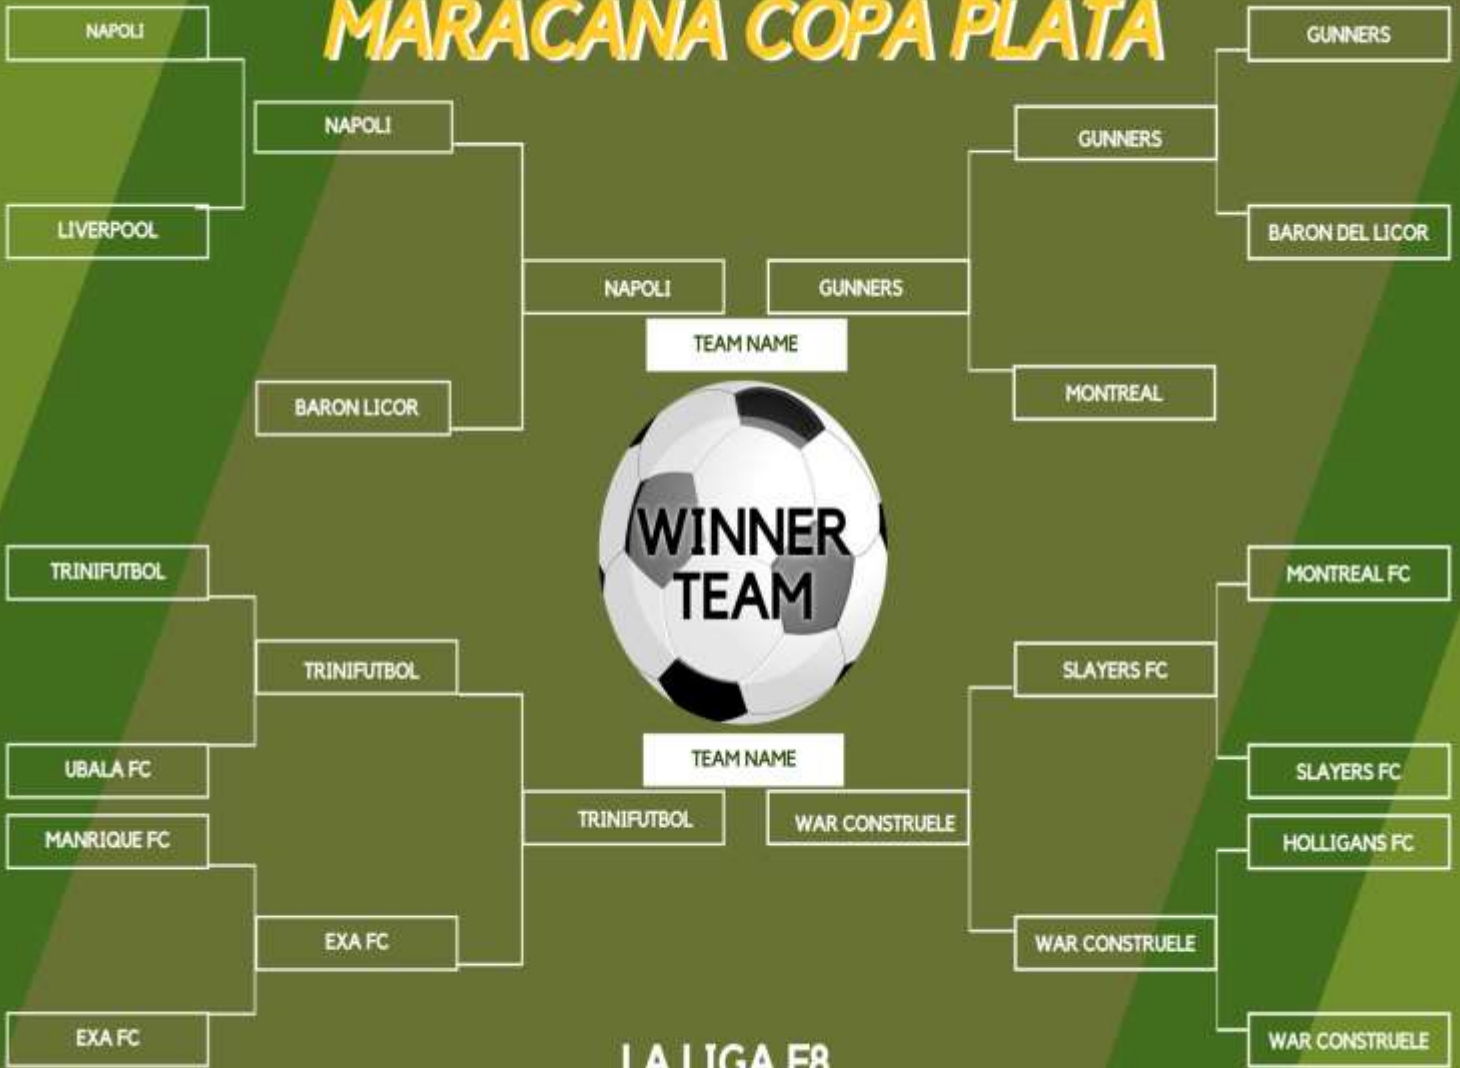 MARACANA COPA PLATA
NAPOLI
GUNNERS
NAPOLI
GUNNERS
LIVERPOOL
BARON DEL LICOR
NAPOLI
GUNNERS
TEAM NAME
BARON LICOR
MONTREAL
WINNER
TEAM
TRINIFUTBOL
MONTREAL FC
TRINIFUTBOL
SLAYERS FC
UBALA FC
TEAM NAME
SLAYERS FC
MANRIQUE FC
TRINIFUTBOL
WAR CONSTRUELE
HOLLIGANS FC
EXA FC
WAR CONSTRUELE
EXA FC
WAR CONSTRUELE
LA LIGA F8